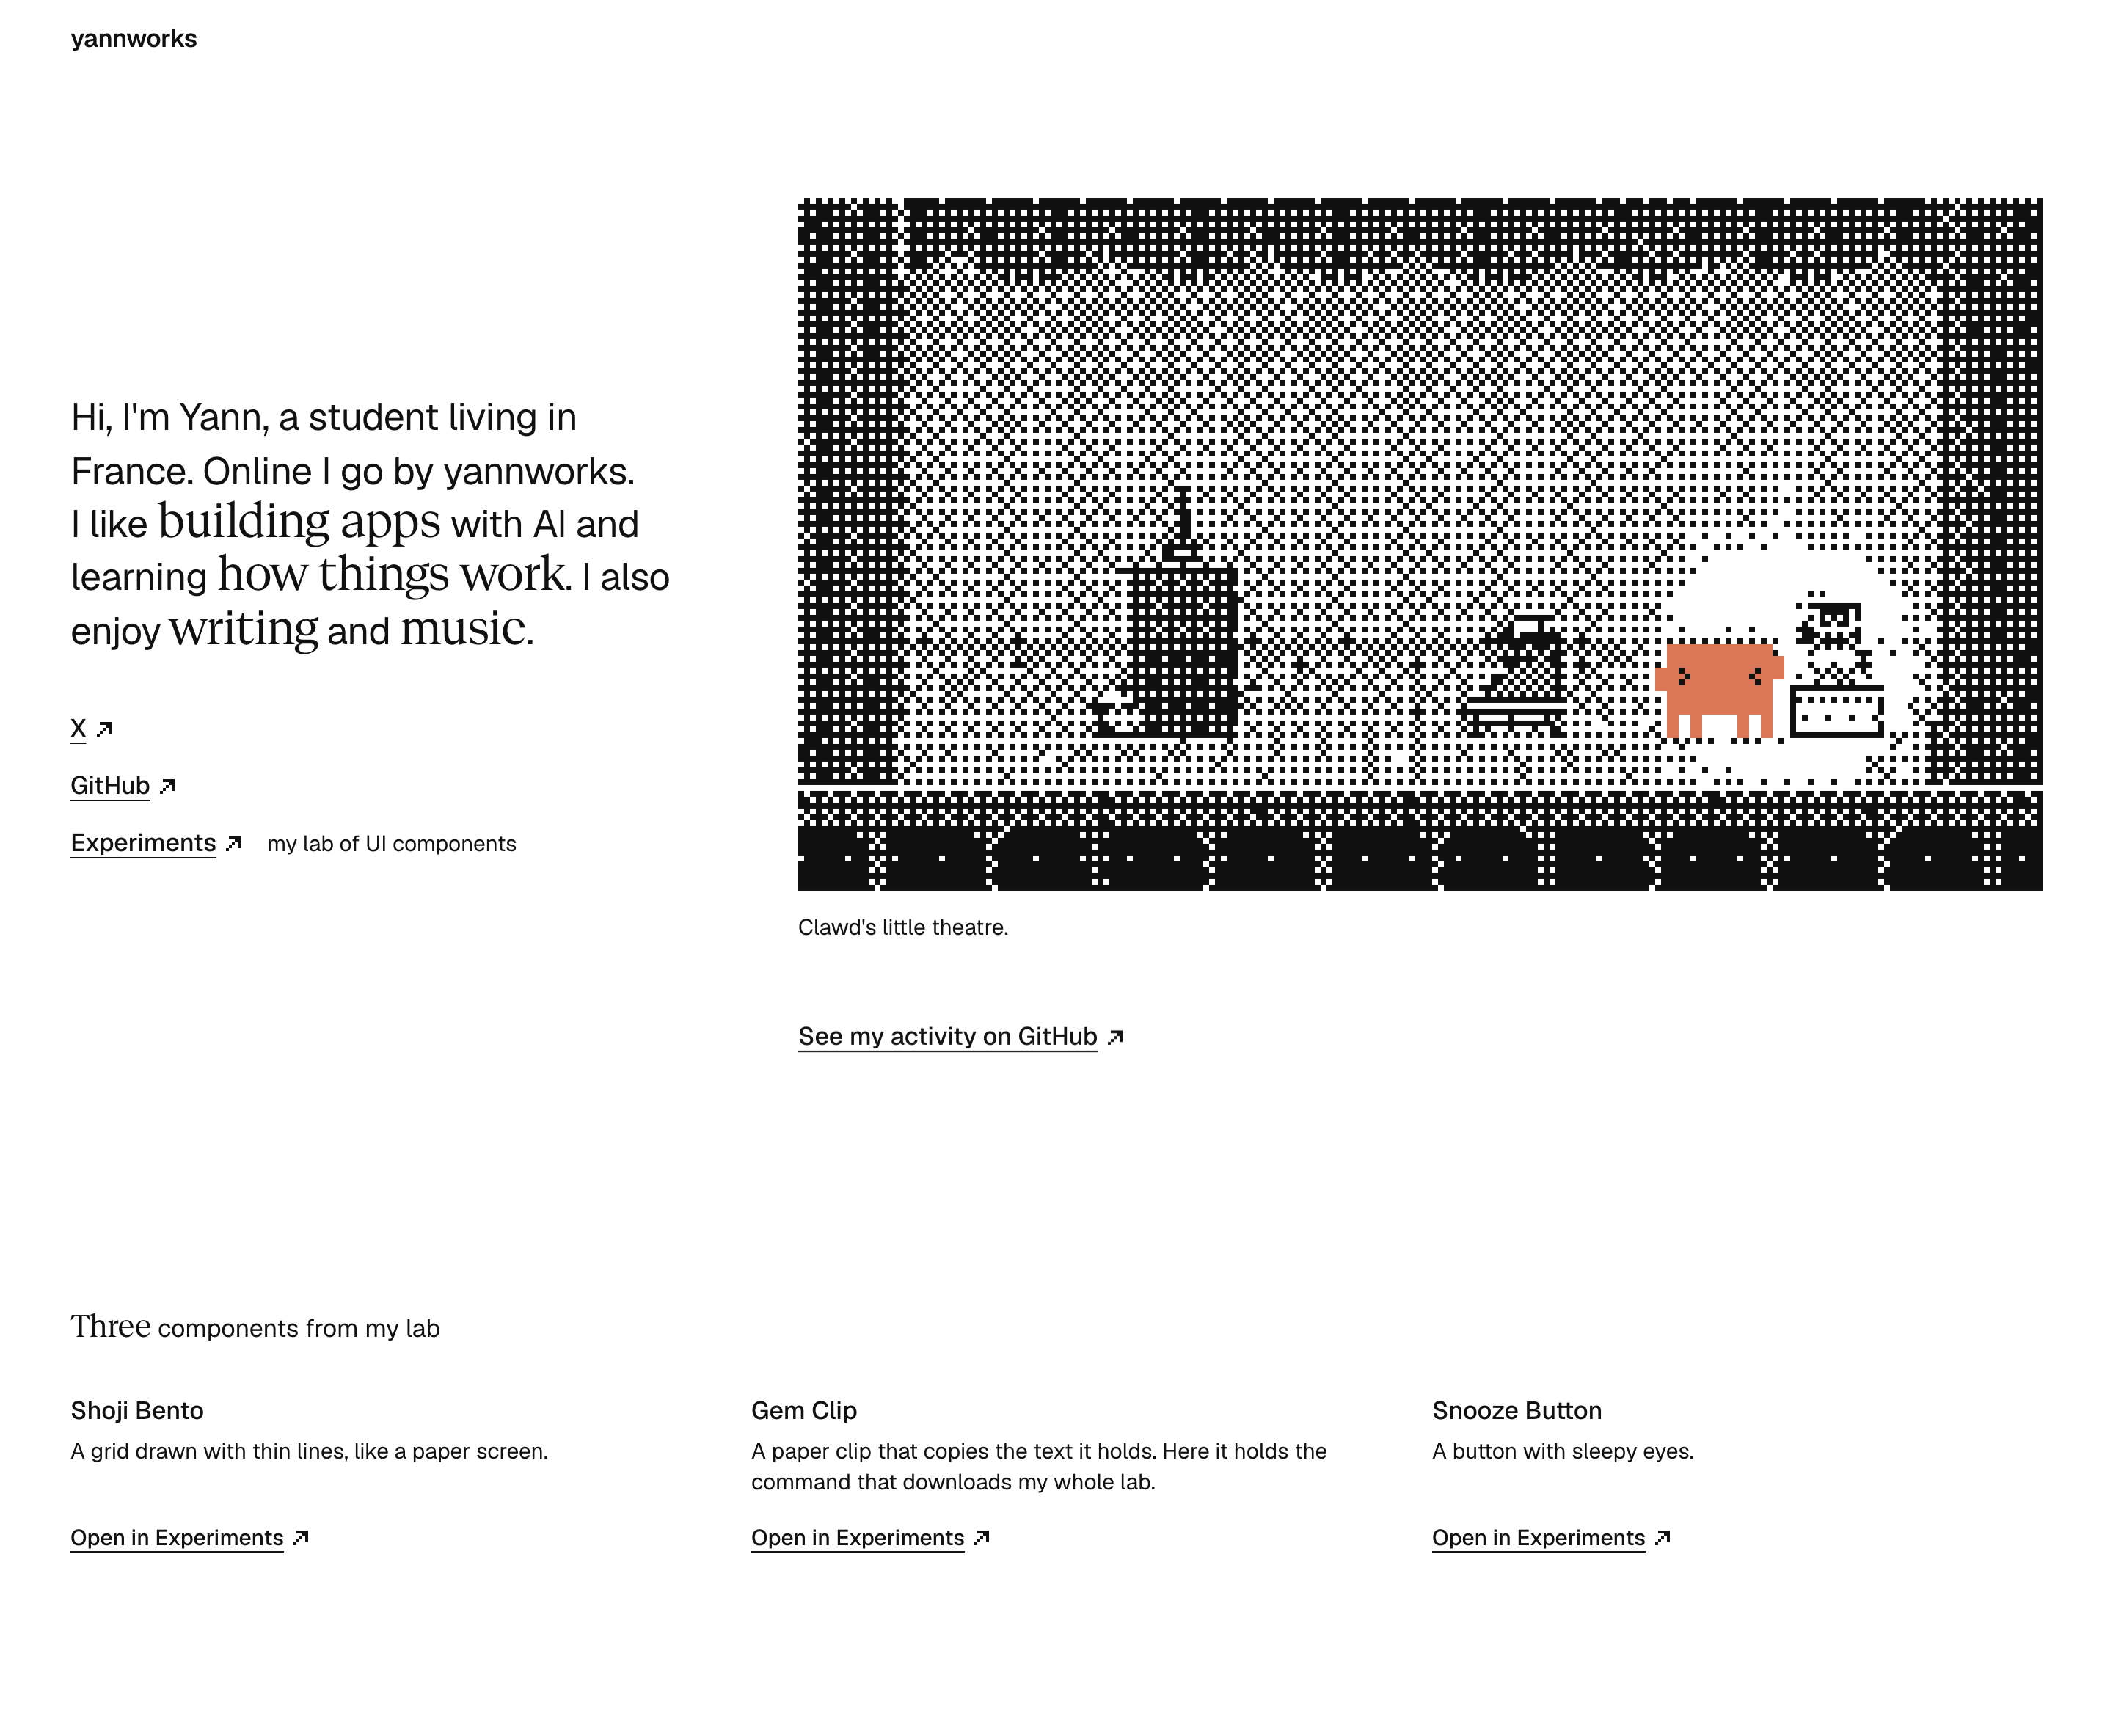 yannworks
Hi, I'm Yann, a student living in
France. Online I go by yannworks.
I like building apps with AI and
learning how things work. I also
enjoy writing and music.
X
GitHub
Experiments my lab of UI components
Clawd's little theatre.
See my activity on GitHub
Three components from my lab
Shoji Bento
A grid drawn with thin lines, like a paper screen.
Open in Experiments
Gem Clip
A paper clip that copies the text it holds. Here it holds the
command that downloads my whole lab.
Open in Experiments
Snooze Button
A button with sleepy eyes.
Open in Experiments